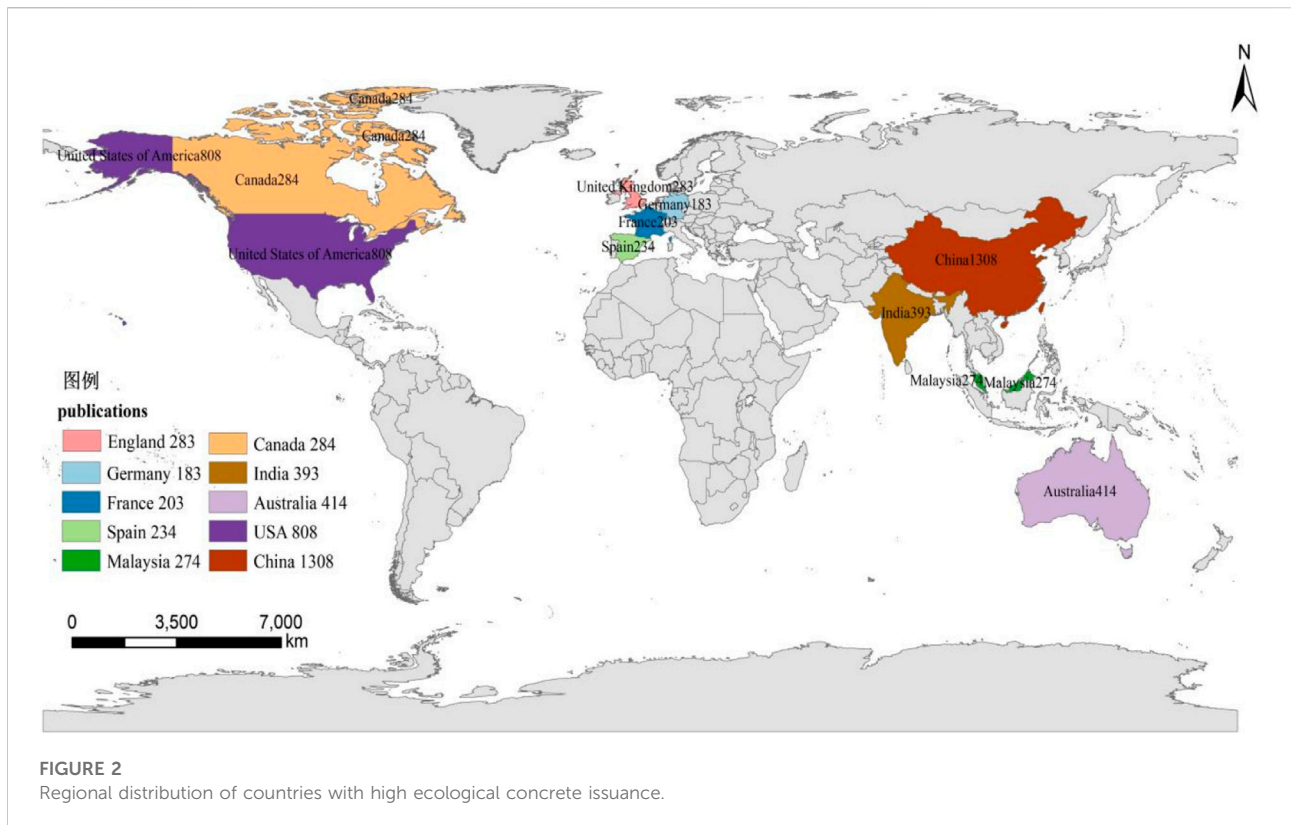 N
Canada284
Canada284
United States of America808
Canada284
United Kingdom283
Germany183
France203
Spain234
United States of America808
China1308
India393
Malaysia274
Malaysia274
Australia414
图例
publications
England 283
Canada 284
Germany 183
India 393
France 203
Australia 414
Spain 234
USA 808
Malaysia 274
China 1308
0 3,500 7,000
km
FIGURE 2
Regional distribution of countries with high ecological concrete issuance.